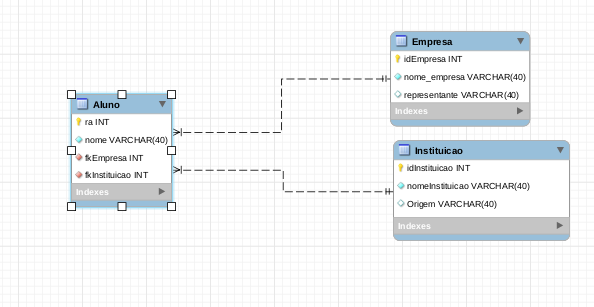 Empresa
idEmpresa INT
nome_empresa VARCHAR(40)
representante VARCHAR(40)
Indexes
Aluno
ra INT
nome VARCHAR(40)
fkEmpresa INT
fkInstituicao INT
Indexes
Instituicao
idInstituicao INT
nomeInstituicao VARCHAR(40)
Origem VARCHAR(40)
Indexes